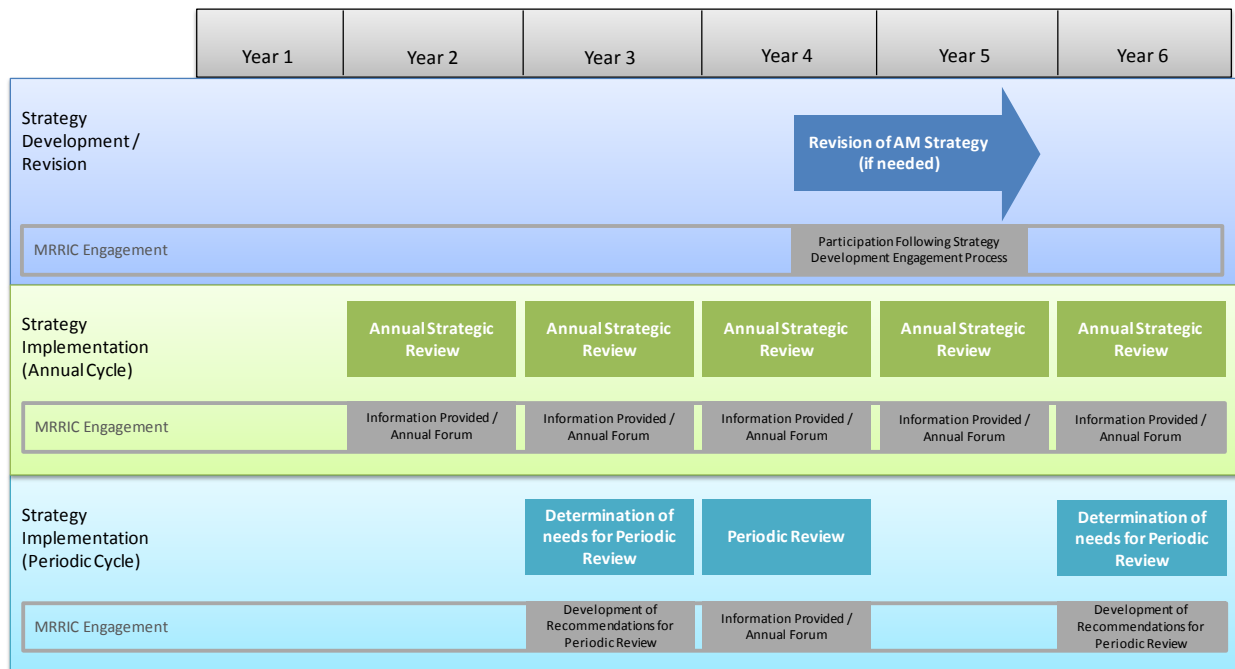 Year 1
Year 2
Year 3
Year 4
Year 5
Year 6
Strategy
Development /
Revision
Revision of AM Strategy
(if needed)
MRRIC Engagement
Participation Following Strategy
Development Engagement Process
Strategy
Implementation
(Annual Cycle)
Annual Strategic
Review
Annual Strategic
Review
Annual Strategic
Review
Annual Strategic
Review
Annual Strategic
Review
MRRIC Engagement
Information Provided /
Annual Forum
Information Provided /
Annual Forum
Information Provided /
Annual Forum
Information Provided /
Annual Forum
Information Provided /
Annual Forum
Strategy
Implementation
(Periodic Cycle)
Determination of
needs for Periodic
Review
Periodic Review
Determination of
needs for Periodic
Review
MRRIC Engagement
Development of
Recommendations for
Periodic Review
Information Provided /
Annual Forum
Development of
Recommendations for
Periodic Review